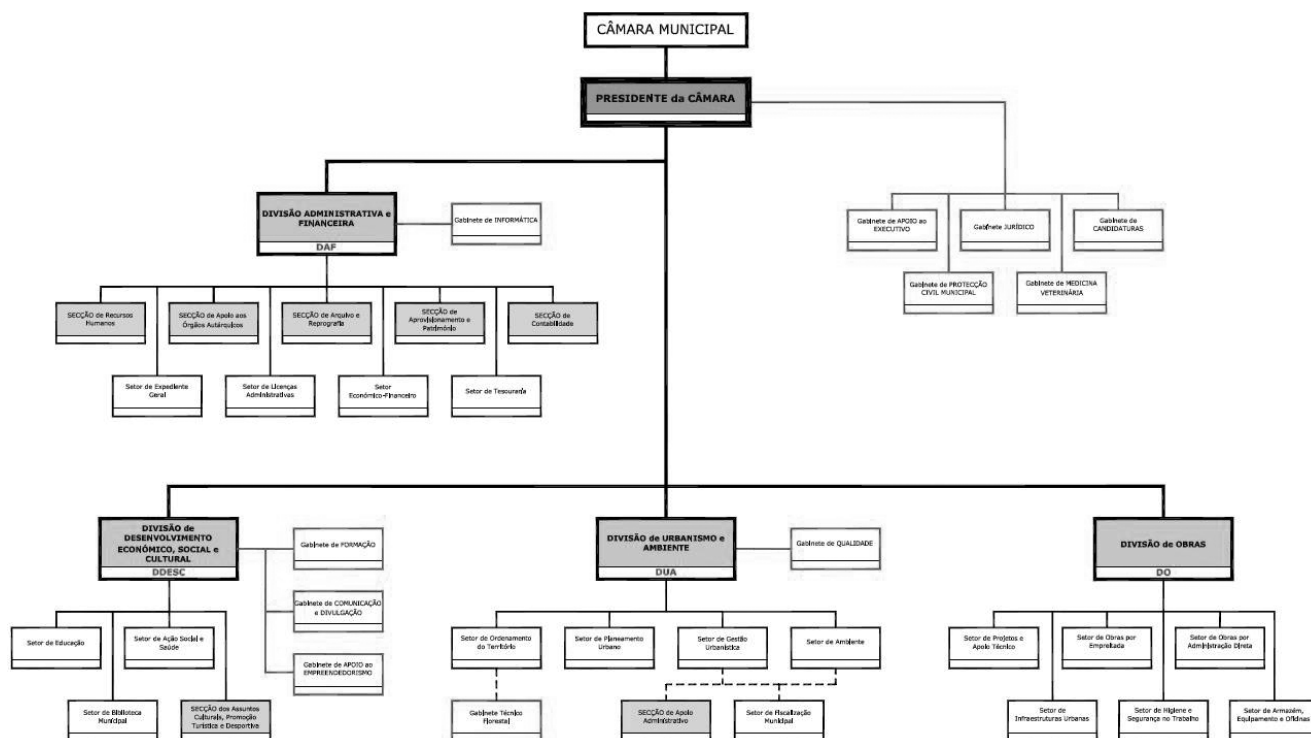 CÂMARA MUNICIPAL
PRESIDENTE da CÂMARA
DIVISÃO ADMINISTRATIVA e
FINANCEIRA
DAF
Gabinete de INFORMÁTICA
Gabinete de APOIO ao
EXECUTIVO
Gabinete JURÍDICO
Gabinete de
CANDIDATURAS
Gabinete de PROTECÇÃO
CIVIL MUNICIPAL
Gabinete de MEDICINA
VETERINÁRIA
SECÇÃO de Recursos
Humanos
SECÇÃO de Apoio aos
Órgãos Autárquicos
SECÇÃO de Arquivo e
Reprografia
SECÇÃO de
Aprovisionamento e
Património
SECÇÃO de
Contabilidade
Setor de Expediente
Geral
Setor de Licenças
Administrativas
Setor
Económico-Financeiro
Setor de Tesouraria
DIVISÃO de
DESENVOLVIMENTO
ECONÓMICO, SOCIAL e
CULTURAL
DDESC
Gabinete de FORMAÇÃO
Gabinete de COMUNICAÇÃO
e DIVULGAÇÃO
Gabinete de APOIO ao
EMPREENDEDORISMO
Setor de Educação
Setor de Ação Social e
Saúde
Setor de Biblioteca
Municipal
SECÇÃO dos Assuntos
Culturais, Promoção
Turística e Desportiva
DIVISÃO de URBANISMO e
AMBIENTE
DUA
Gabinete de QUALIDADE
Setor de Ordenamento
do Território
Setor de Planeamento
Urbano
Setor de Gestão
Urbanística
Setor de Ambiente
Gabinete Técnico
Florestal
SECÇÃO de Apoio
Administrativo
Setor de Fiscalização
Municipal
DIVISÃO de OBRAS
DO
Setor de Projetos e
Apoio Técnico
Setor de Obras por
Empreitada
Setor de Obras por
Administração Direta
Setor de
Infraestruturas Urbanas
Setor de Higiene e
Segurança no Trabalho
Setor de Armazém,
Equipamento e Oficinas